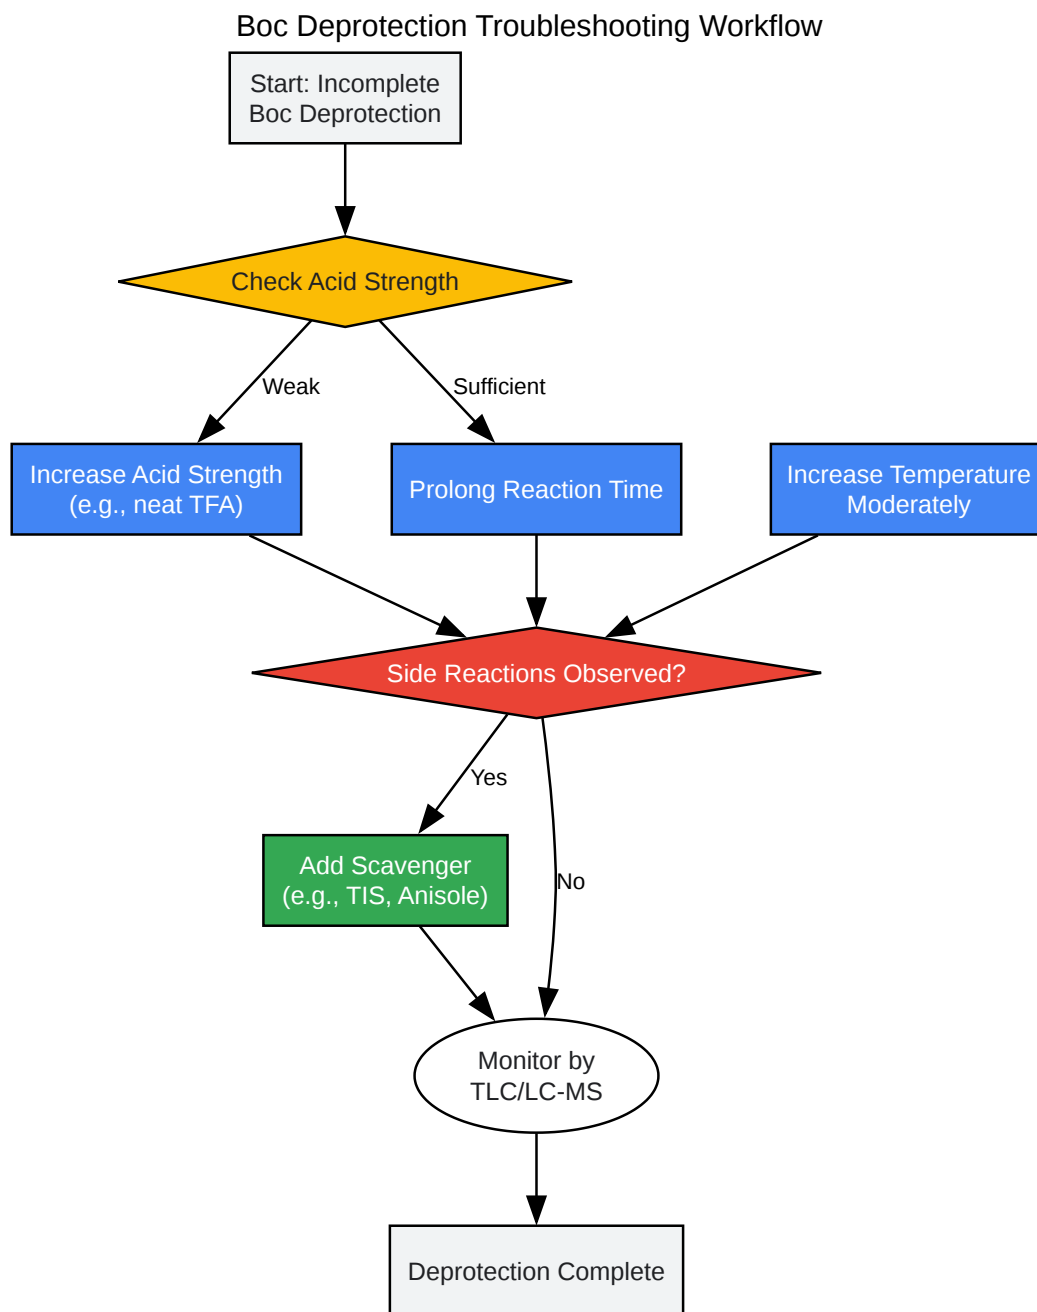 Boc Deprotection Troubleshooting Workflow
Start: Incomplete
Boc Deprotection
Check Acid Strength
Weak
Sufficient
Increase Acid Strength
(e.g., neat TFA)
Prolong Reaction Time
Increase Temperature
Moderately
Side Reactions Observed?
Yes
Add Scavenger
(e.g., TIS, Anisole)
No
Monitor by
TLC/LC-MS
Deprotection Complete